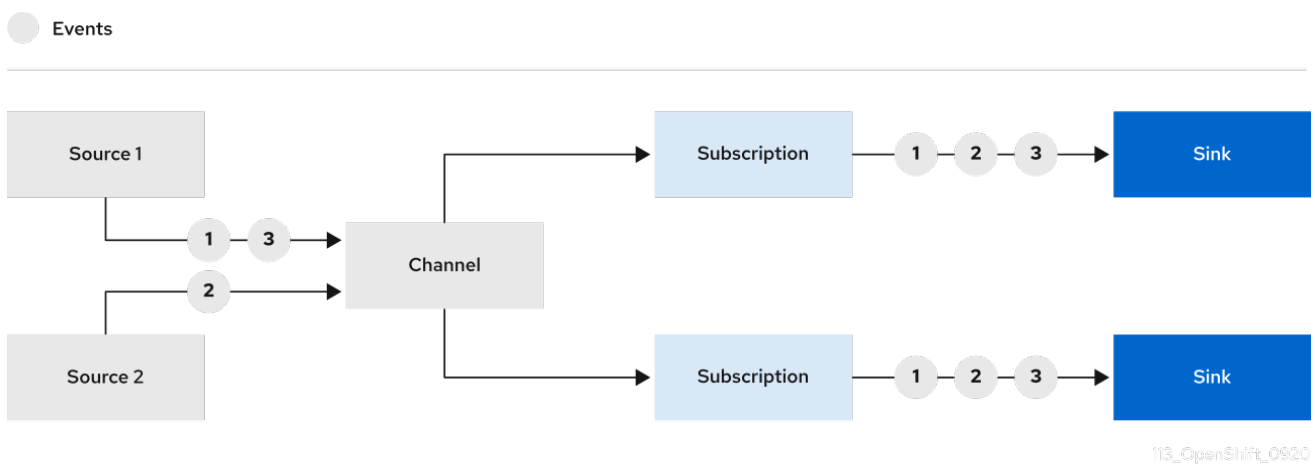 Events
Source 1
Subscription
1 2 3
Sink
1 3
Channel
2
Source 2
Subscription
1 2 3
Sink
113_OpenShift_0920